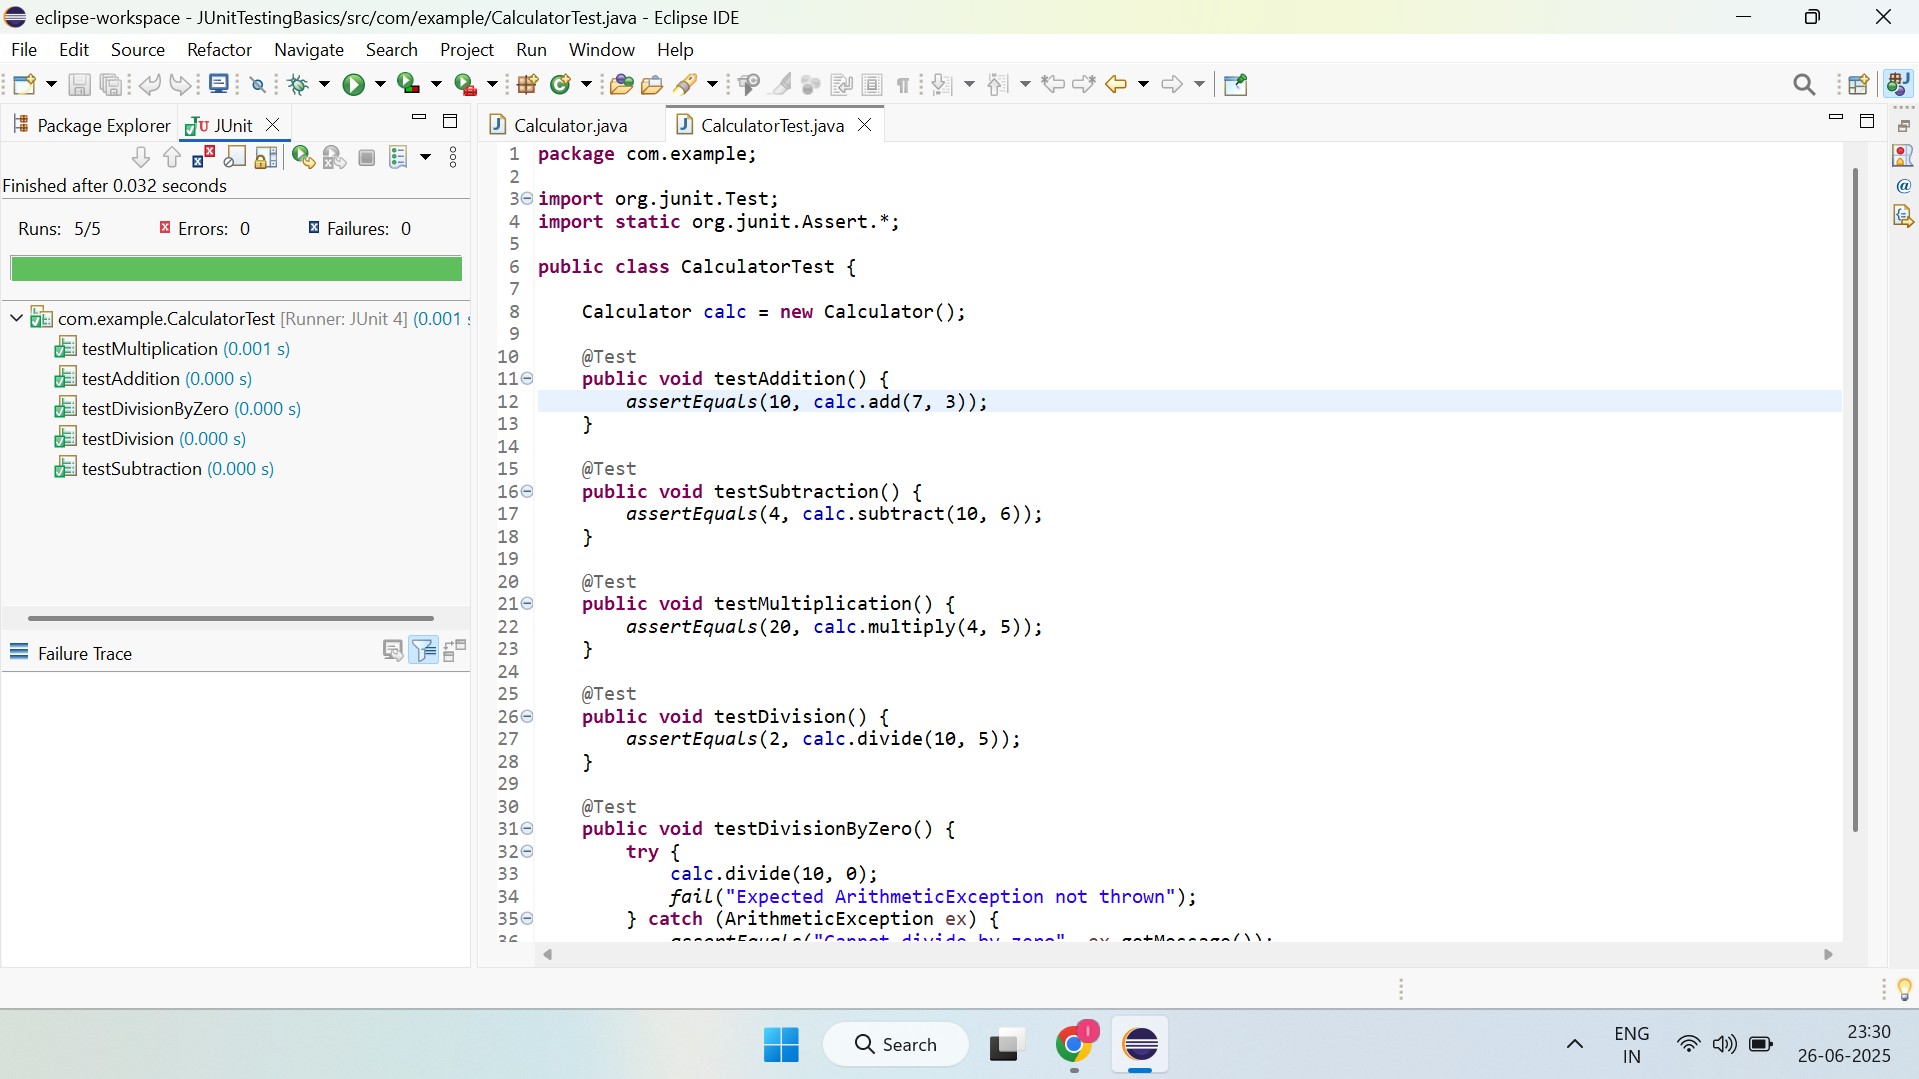 eclipse-workspace - JUnitTestingBasics/src/com/example/CalculatorTest.java - Eclipse IDE
File Edit Source Refactor Navigate Search Project Run Window Help
Package Explorer JUnit
Finished after 0.032 seconds
Runs: 5/5 Errors: 0 Failures: 0
com.example.CalculatorTest [Runner: JUnit 4] (0.001 s
testMultiplication (0.001 s)
testAddition (0.000 s)
testDivisionByZero (0.000 s)
testDivision (0.000 s)
testSubtraction (0.000 s)
Failure Trace
Calculator.java CalculatorTest.java
1 package com.example;
2
3 import org.junit.Test;
4 import static org.junit.Assert.*;
5
6 public class CalculatorTest {
7
8 Calculator calc = new Calculator();
9
10 @Test
11 public void testAddition() {
12 assertEquals(10, calc.add(7, 3));
13 }
14
15 @Test
16 public void testSubtraction() {
17 assertEquals(4, calc.subtract(10, 6));
18 }
19
20 @Test
21 public void testMultiplication() {
22 assertEquals(20, calc.multiply(4, 5));
23 }
24
25 @Test
26 public void testDivision() {
27 assertEquals(2, calc.divide(10, 5));
28 }
29
30 @Test
31 public void testDivisionByZero() {
32 try {
33 calc.divide(10, 0);
34 fail("Expected ArithmeticException not thrown");
35 } catch (ArithmeticException ex) {
36 assertEquals("Cannot divide by zero", ex.getMessage());
Search
ENG
IN
23:30
26-06-2025